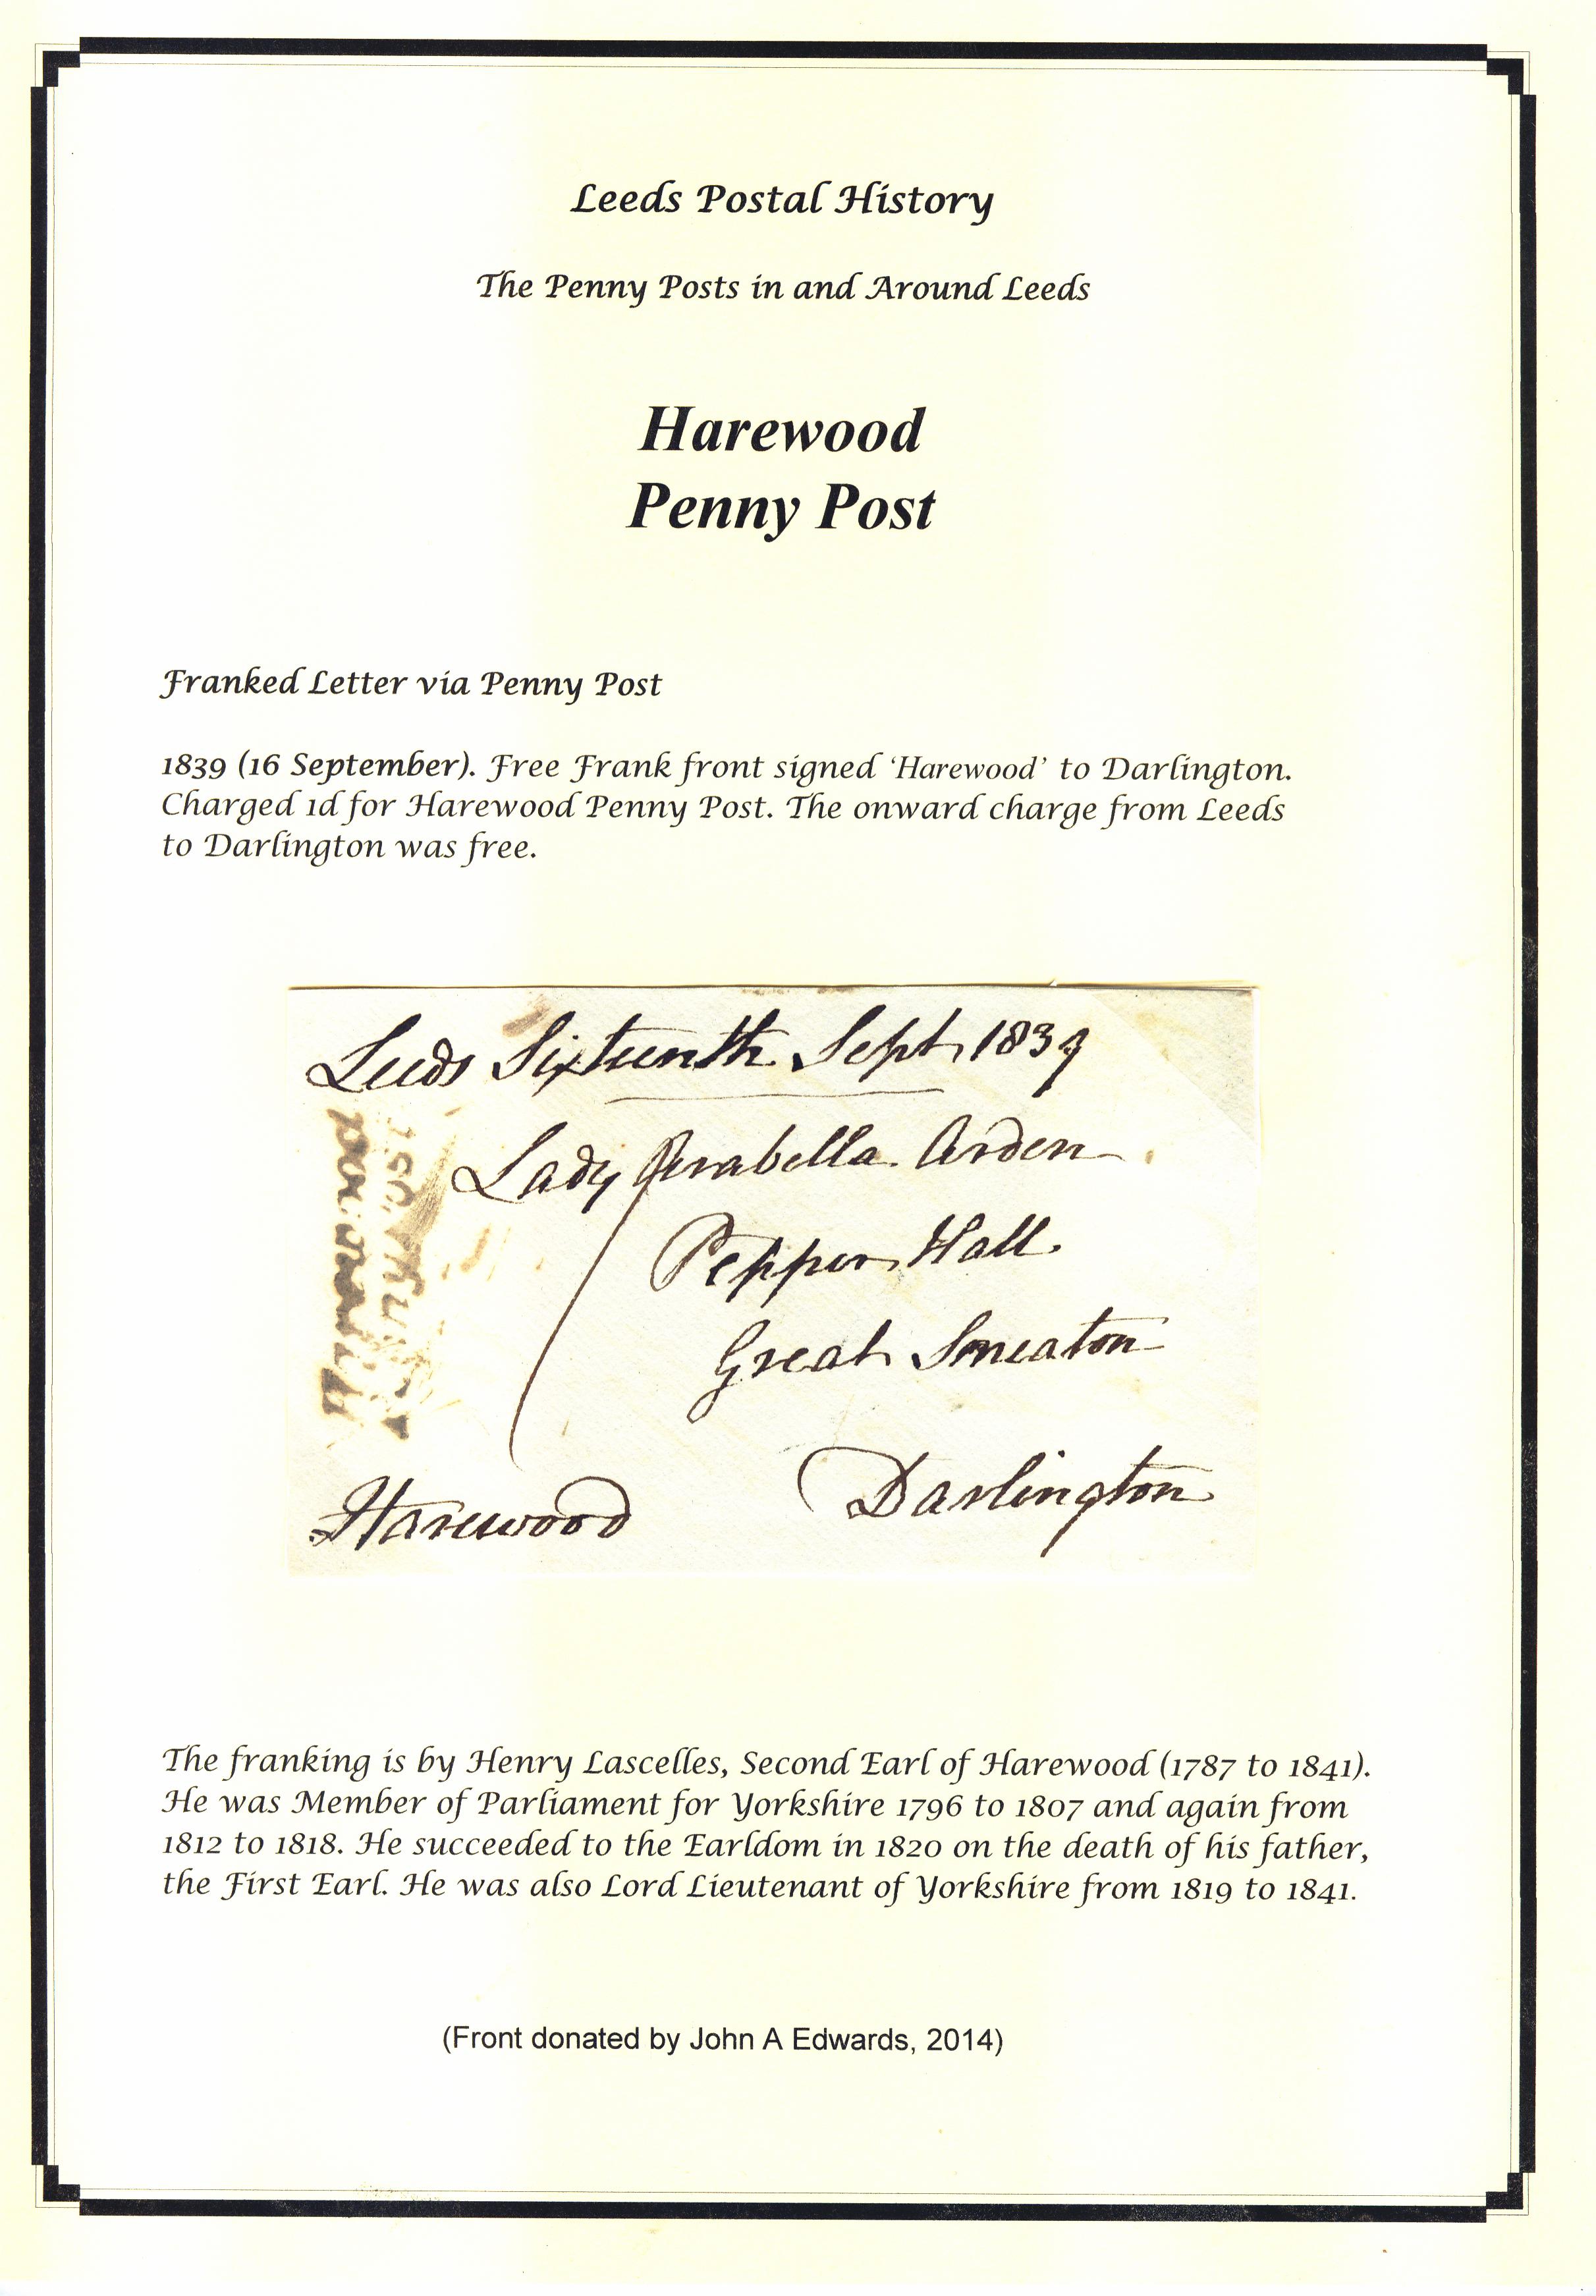 Leeds Postal History
The Penny Posts in and Around Leeds
Harewood
Penny Post
Franked Letter via Penny Post
1839 (16 September). Free Frank front signed ‘Harewood’ to Darlington.
Charged 1d for Harewood Penny Post. The onward charge from Leeds
to Darlington was free.
Leeds Sixteenth Sept 1839
Lady Arabella Arden
Pepper Hall
Great Smeaton
Darlington
Harewood
Harewood
The franking is by Henry Lascelles, Second Earl of Harewood (1787 to 1841).
He was Member of Parliament for Yorkshire 1796 to 1807 and again from
1812 to 1818. He succeeded to the Earldom in 1820 on the death of his father,
the First Earl. He was also Lord Lieutenant of Yorkshire from 1819 to 1841.
(Front donated by John A Edwards, 2014)